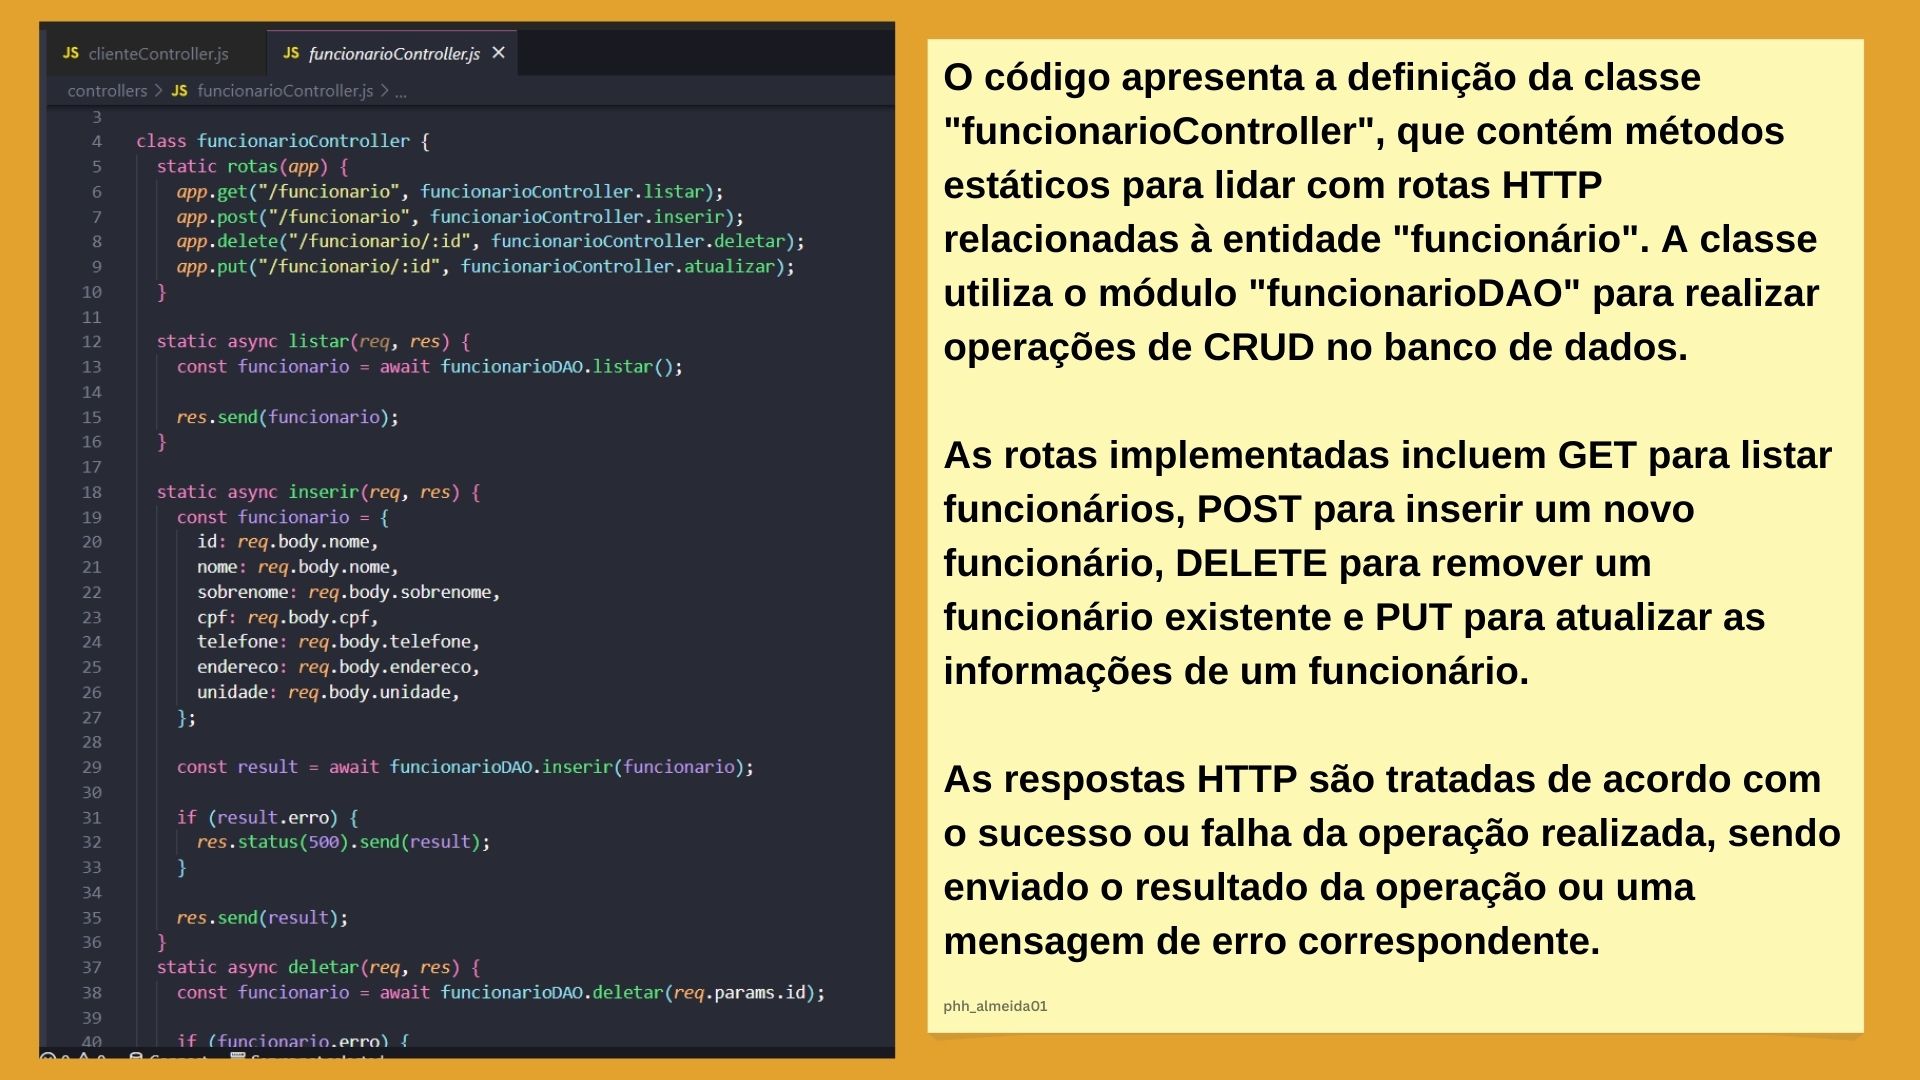 JS clienteController.js
JS funcionarioController.js ×
controllers > JS funcionarioController.js > ...
3
4 class funcionarioController {
5 static rotas(app) {
6 app.get("/funcionario", funcionarioController.listar);
7 app.post("/funcionario", funcionarioController.inserir);
8 app.delete("/funcionario/:id", funcionarioController.deletar);
9 app.put("/funcionario/:id", funcionarioController.atualizar);
10 }
11
12 static async listar(req, res) {
13 const funcionario = await funcionarioDAO.listar();
14
15 res.send(funcionario);
16 }
17
18 static async inserir(req, res) {
19 const funcionario = {
20 id: req.body.nome,
21 nome: req.body.nome,
22 sobrenome: req.body.sobrenome,
23 cpf: req.body.cpf,
24 telefone: req.body.telefone,
25 endereco: req.body.endereco,
26 unidade: req.body.unidade,
27 };
28
29 const result = await funcionarioDAO.inserir(funcionario);
30
31 if (result.erro) {
32 res.status(500).send(result);
33 }
34
35 res.send(result);
36 }
37 static async deletar(req, res) {
38 const funcionario = await funcionarioDAO.deletar(req.params.id);
39
40 if (funcionario.erro) {
O código apresenta a definição da classe
"funcionarioController", que contém métodos
estáticos para lidar com rotas HTTP
relacionadas à entidade "funcionário". A classe
utiliza o módulo "funcionarioDAO" para realizar
operações de CRUD no banco de dados.
As rotas implementadas incluem GET para listar
funcionários, POST para inserir um novo
funcionário, DELETE para remover um
funcionário existente e PUT para atualizar as
informações de um funcionário.
As respostas HTTP são tratadas de acordo com
o sucesso ou falha da operação realizada, sendo
enviado o resultado da operação ou uma
mensagem de erro correspondente.
phh_almeida01